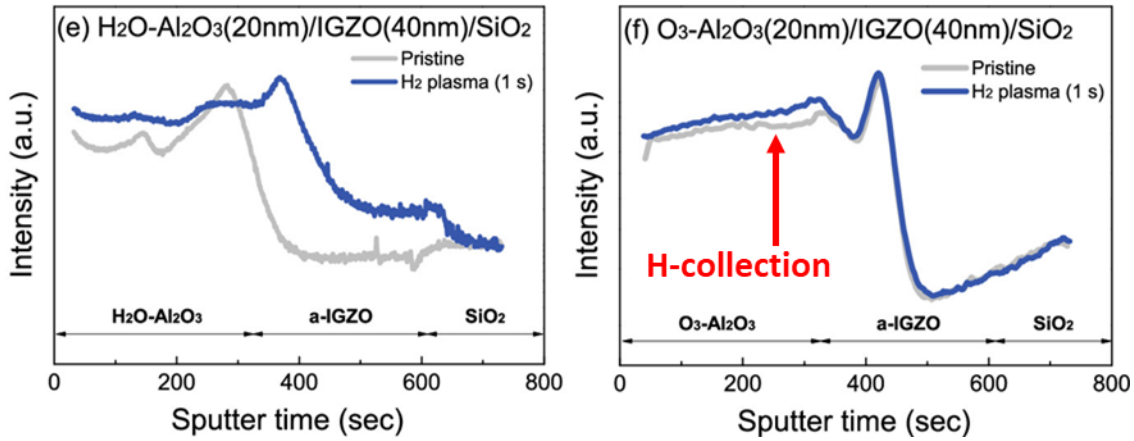 (e) H₂O-Al₂O₃(20nm)/IGZO(40nm)/SiO₂
Pristine
H₂ plasma (1 s)
Intensity (a.u.)
H₂O-Al₂O₃
a-IGZO
SiO₂
0 200 400 600 800
Sputter time (sec)
(f) O₃-Al₂O₃(20nm)/IGZO(40nm)/SiO₂
Pristine
H₂ plasma (1 s)
Intensity (a.u.)
H-collection
O₃-Al₂O₃
a-IGZO
SiO₂
0 200 400 600 800
Sputter time (sec)